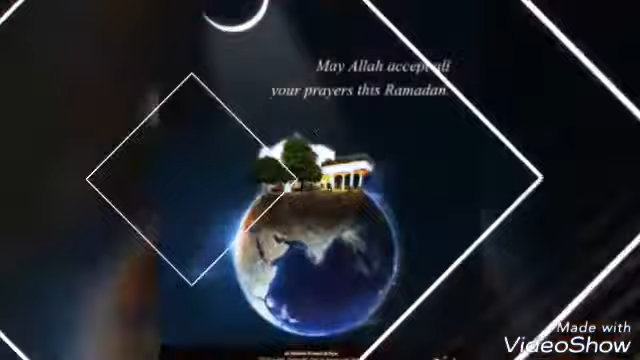 May Allah accept all
your prayers this Ramadan.
Made with
VideoShow